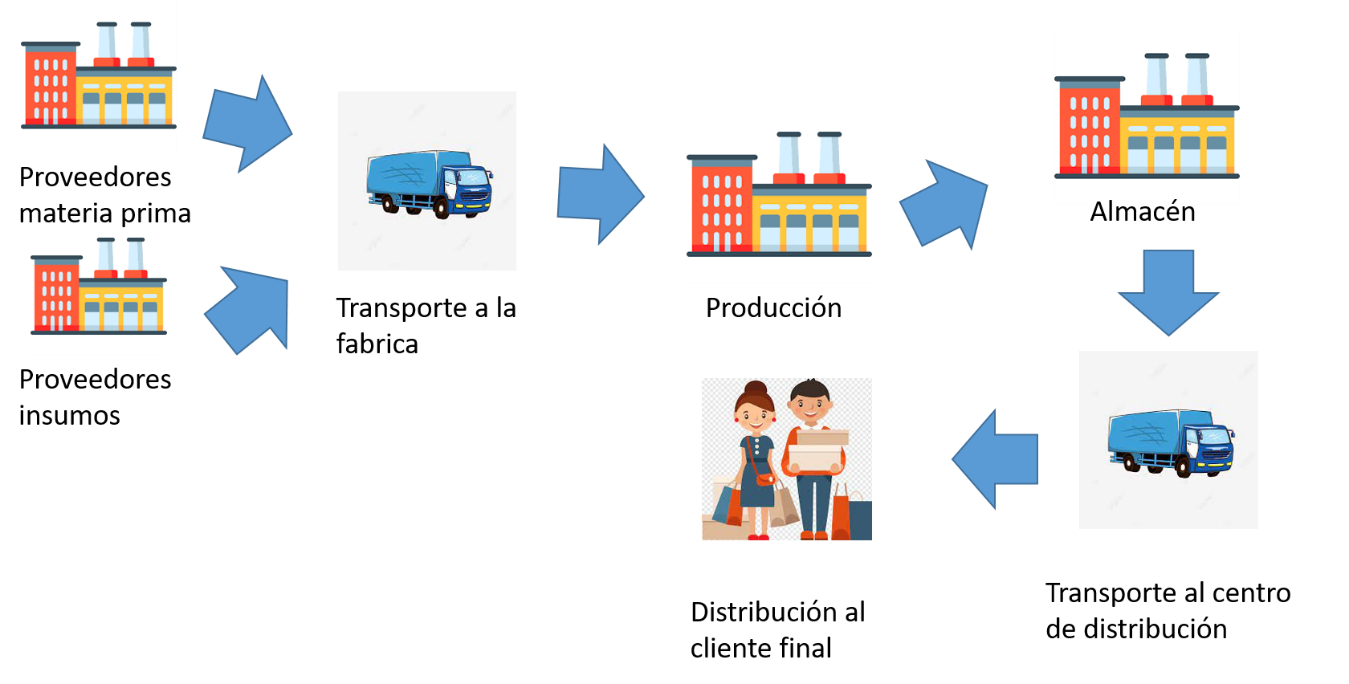 Proveedores
materia prima
Proveedores
insumos
Transporte a la
fabrica
Producción
Almacén
Transporte al centro
de distribución
Distribución al
cliente final